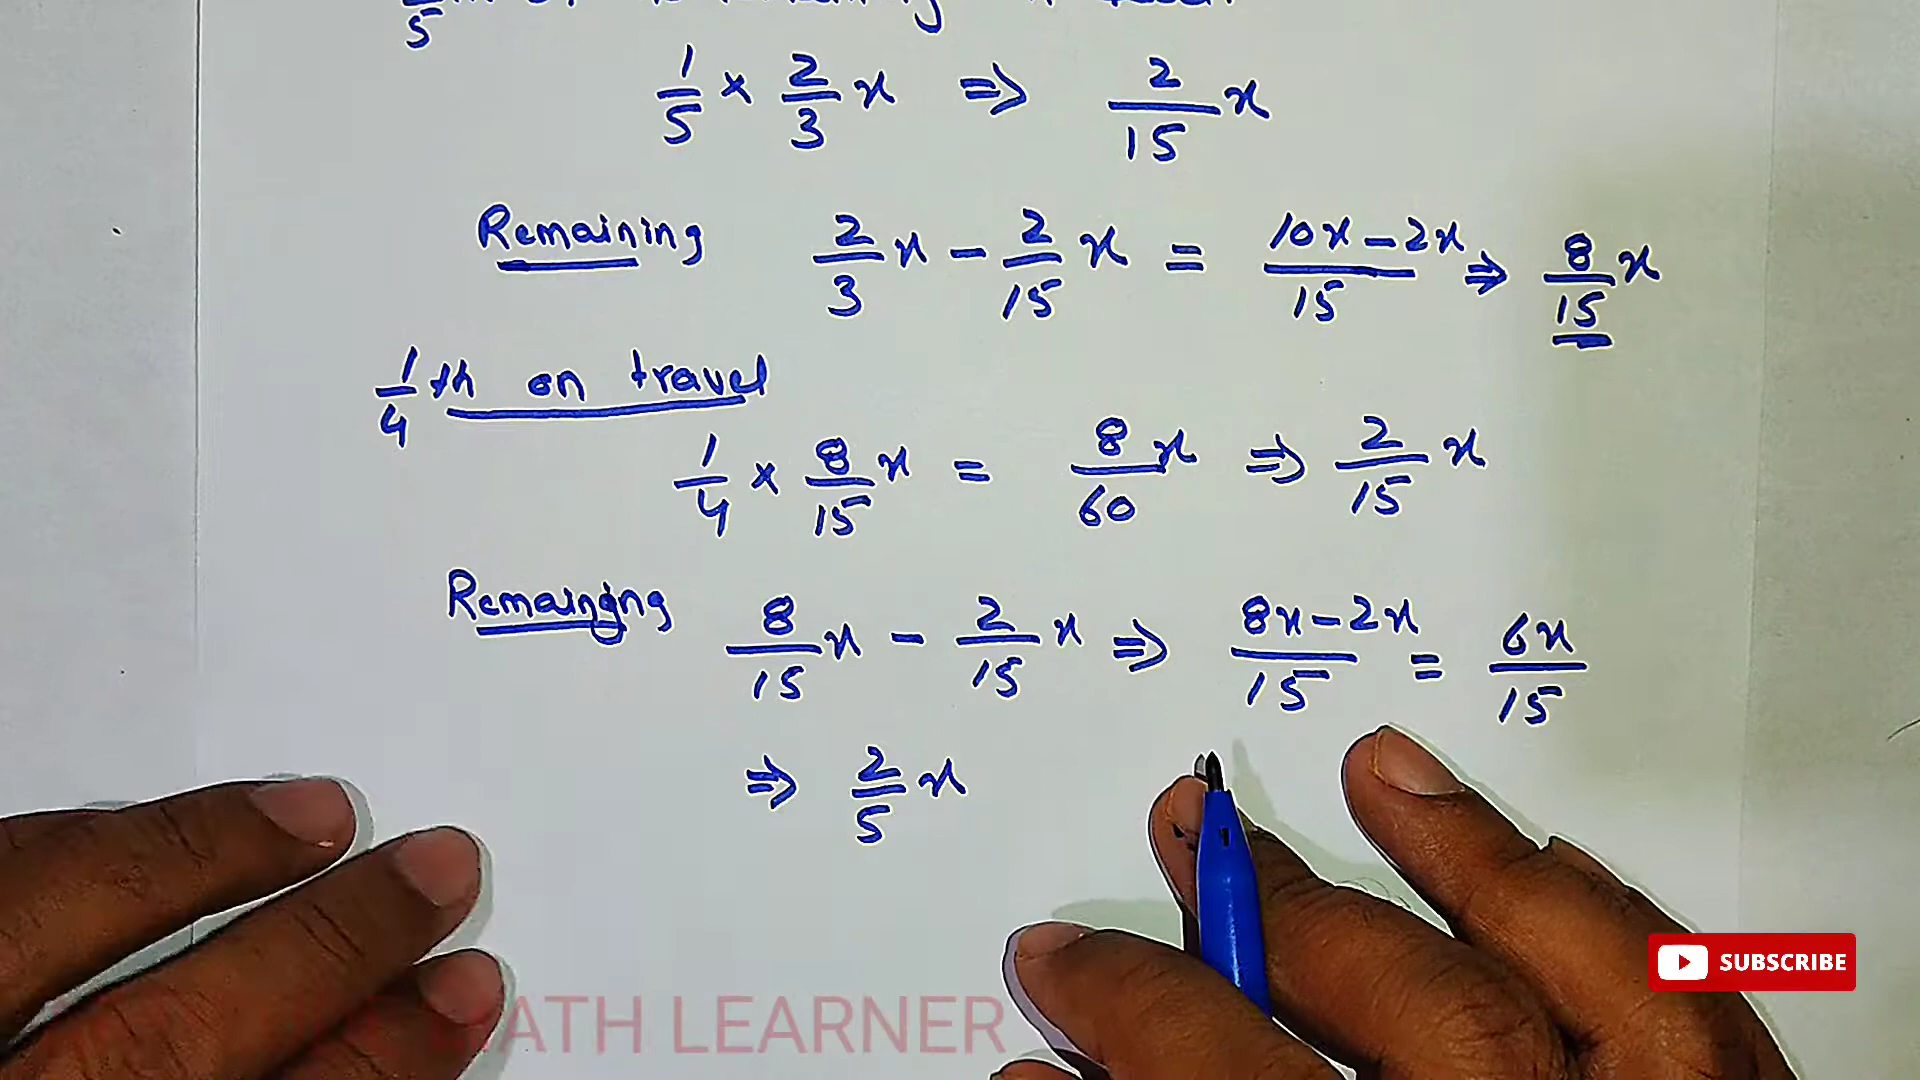 1/5 × 2/3 x ⇒ 2/15 x
Remaining 2/3 x - 2/15 x = 10x-2x/15 ⇒ 8/15 x
1/4 th on travel
1/4 × 8/15 x = 8/60 x ⇒ 2/15 x
Remaining 8/15 x - 2/15 x ⇒ 8x-2x/15 = 6x/15
⇒ 2/5 x
SUBSCRIBE
MATH LEARNER